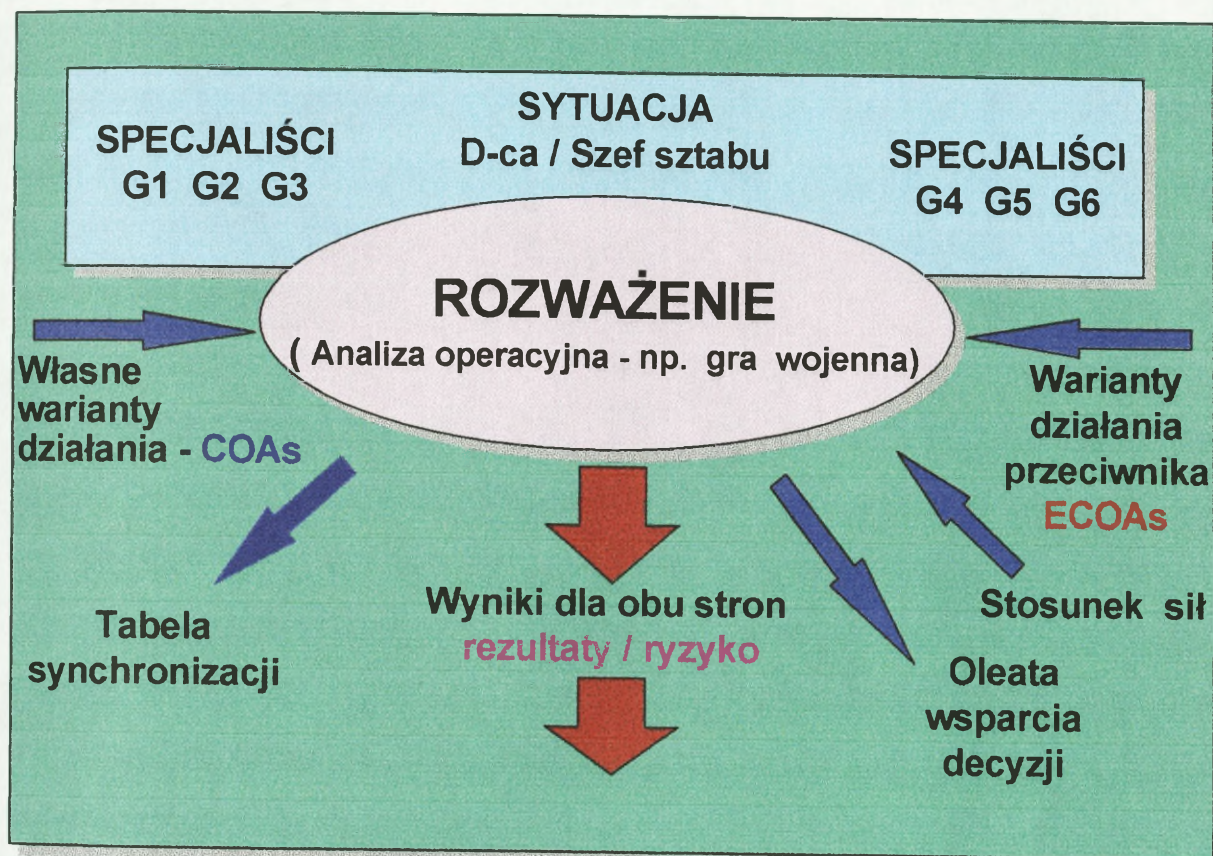 SYTUACJA
D-ca / Szef sztabu
SPECJALIŚCI
G1 G2 G3
SPECJALIŚCI
G4 G5 G6
ROZWAŻENIE
( Analiza operacyjna - np. gra wojenna)
Własne
warianty
działania - COAs
Warianty
działania
przeciwnika
ECOAs
Tabela
synchronizacji
Wyniki dla obu stron
rezultaty / ryzyko
Stosunek sił
Oleata
wsparcia
decyzji